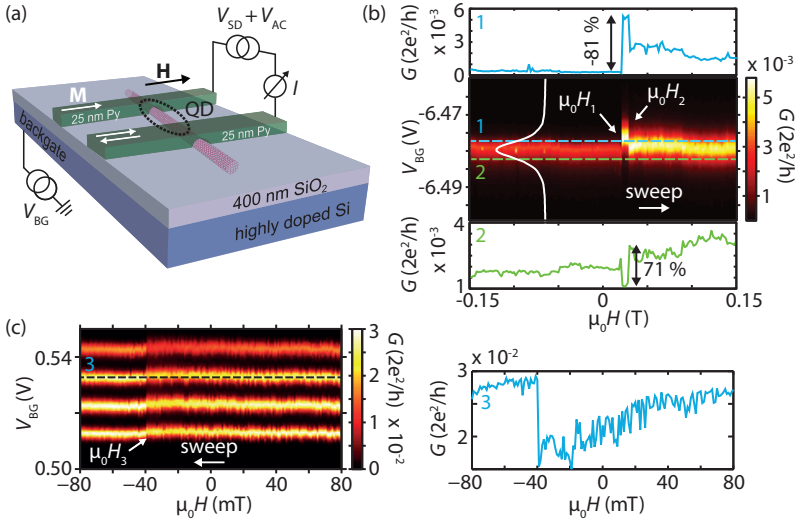 (a)
V_SD + V_AC
H
I
M
QD
25 nm Py
25 nm Py
backgate
V_BG
400 nm SiO₂
highly doped Si
(b)
6
3
0
G (2e²/h)
x 10⁻³
1
-81 %
-6.47
-6.49
V_BG (V)
1
2
μ₀H₁
μ₀H₂
sweep
x 10⁻³
5
3
1
G (2e²/h)
4
1
G (2e²/h)
x 10⁻³
2
71 %
-0.15
0
0.15
μ₀H (T)
(c)
0.54
0.50
V_BG (V)
3
μ₀H₃
sweep
−80
−40
0
40
80
μ₀H (mT)
3
2
1
0
G (2e²/h) x 10⁻²
x 10⁻²
3
2
G (2e²/h)
3
−80
−40
0
40
80
μ₀H (mT)